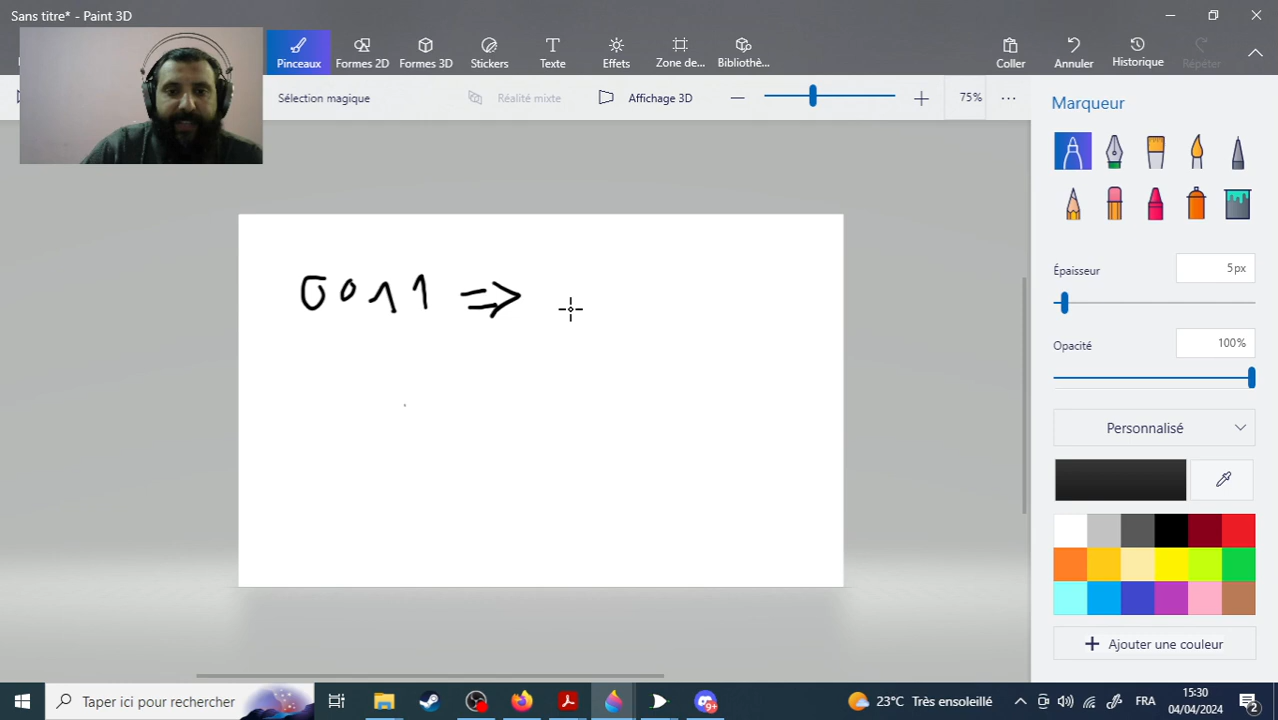 Sans titre* - Paint 3D
Pinceaux
Formes 2D
Formes 3D
Stickers
Texte
Effets
Zone de...
Bibliothè...
Coller
Annuler
Historique
Répéter
Sélection magique
Réalité mixte
Affichage 3D
75%
Marqueur
0011 ⇒
Épaisseur
5px
Opacité
100%
Personnalisé
Ajouter une couleur
Taper ici pour rechercher
9+
23°C Très ensoleillé
FRA
15:30
04/04/2024
2